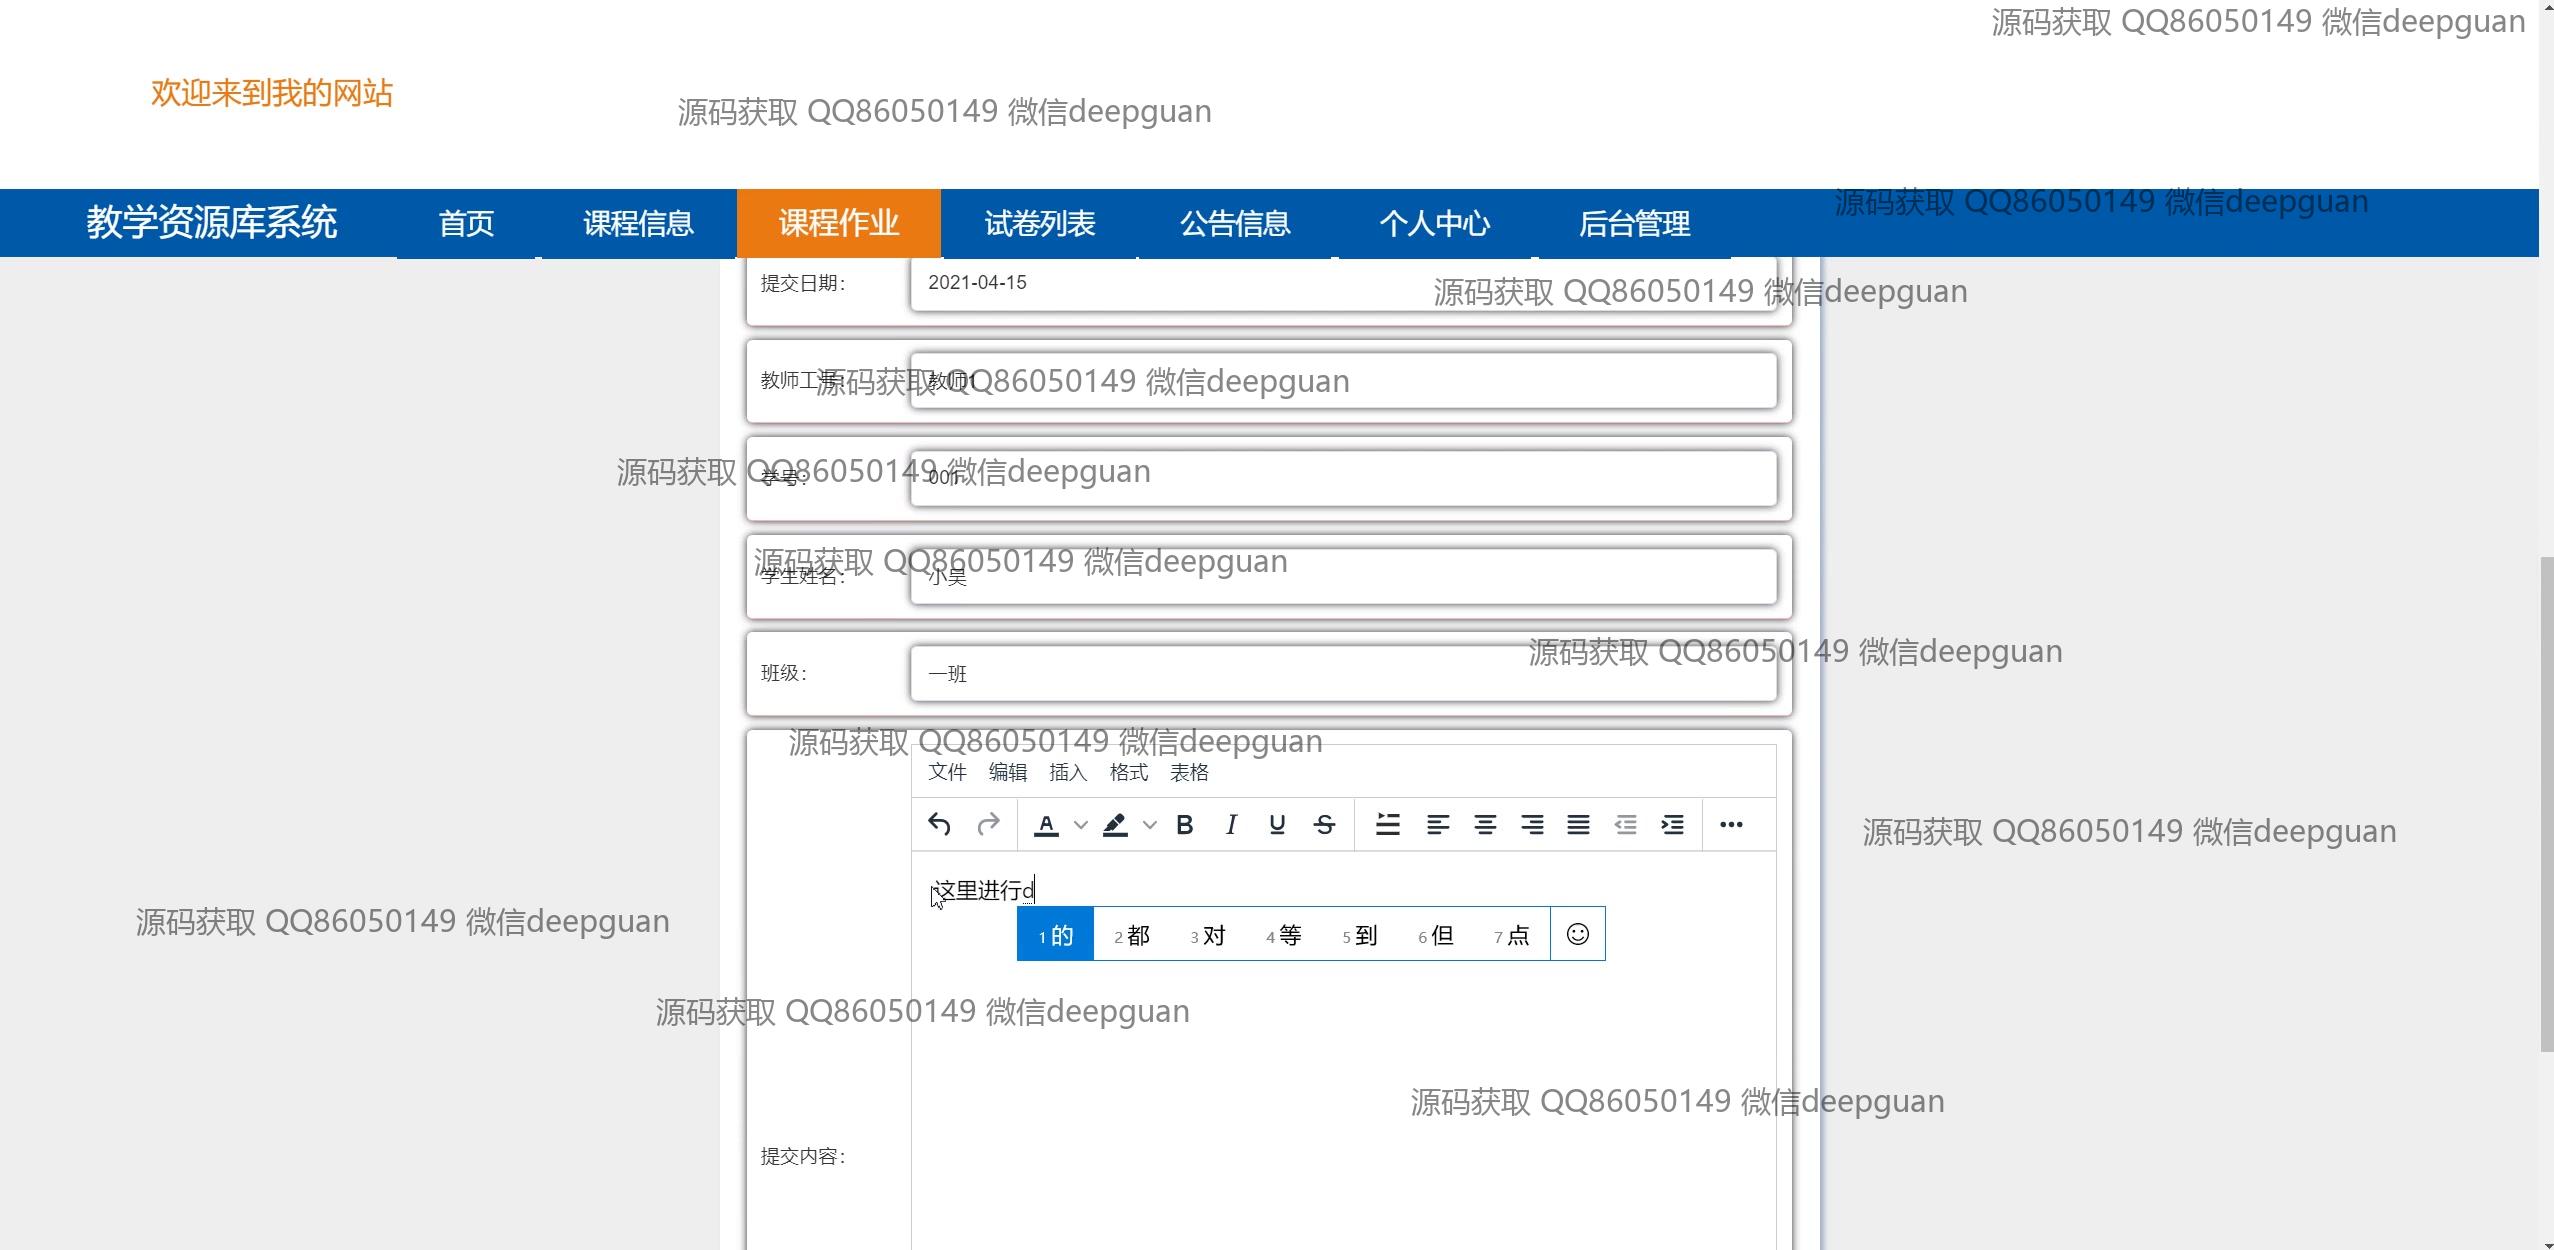 源码获取 QQ86050149 微信deepguan
欢迎来到我的网站
源码获取 QQ86050149 微信deepguan
源码获取 QQ86050149 微信deepguan
教学资源库系统 首页 课程信息 课程作业 试卷列表 公告信息 个人中心 后台管理
提交日期: 2021-04-15
源码获取 QQ86050149 微信deepguan
教师工号: 教师1
源码获取 QQ86050149 微信deepguan
源码获取 QQ86050149 微信deepguan
学号: 001
源码获取 QQ86050149 微信deepguan
学生姓名: 小吴
源码获取 QQ86050149 微信deepguan
班级: 一班
源码获取 QQ86050149 微信deepguan
文件 编辑 插入 格式 表格
A B I U S
源码获取 QQ86050149 微信deepguan
这里进行d
源码获取 QQ86050149 微信deepguan
1 的 2 都 3 对 4 等 5 到 6 但 7 点
源码获取 QQ86050149 微信deepguan
源码获取 QQ86050149 微信deepguan
提交内容: